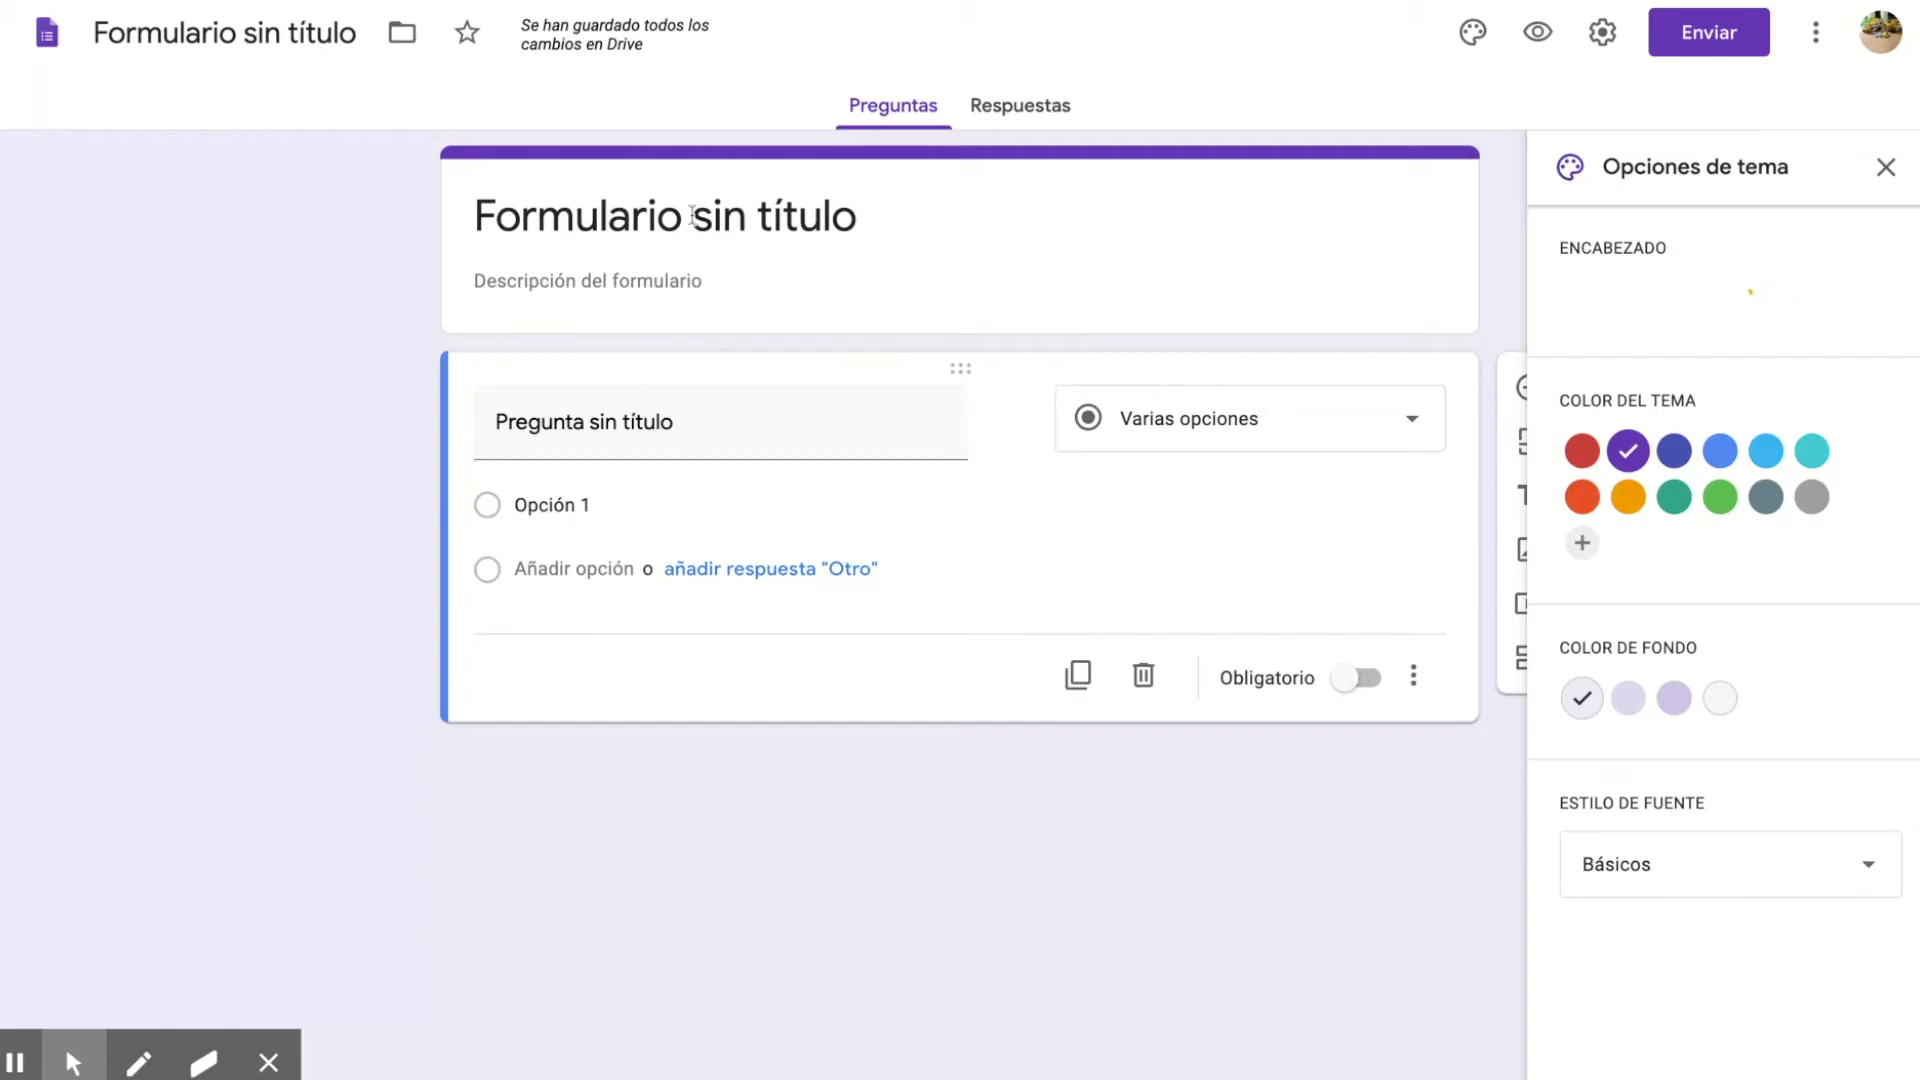 Formulario sin título
Se han guardado todos los
cambios en Drive
Enviar
Preguntas
Respuestas
Formulario sin título
Descripción del formulario
Pregunta sin título
Varias opciones
Opción 1
Añadir opción o añadir respuesta "Otro"
Obligatorio
Opciones de tema
ENCABEZADO
COLOR DEL TEMA
COLOR DE FONDO
ESTILO DE FUENTE
Básicos